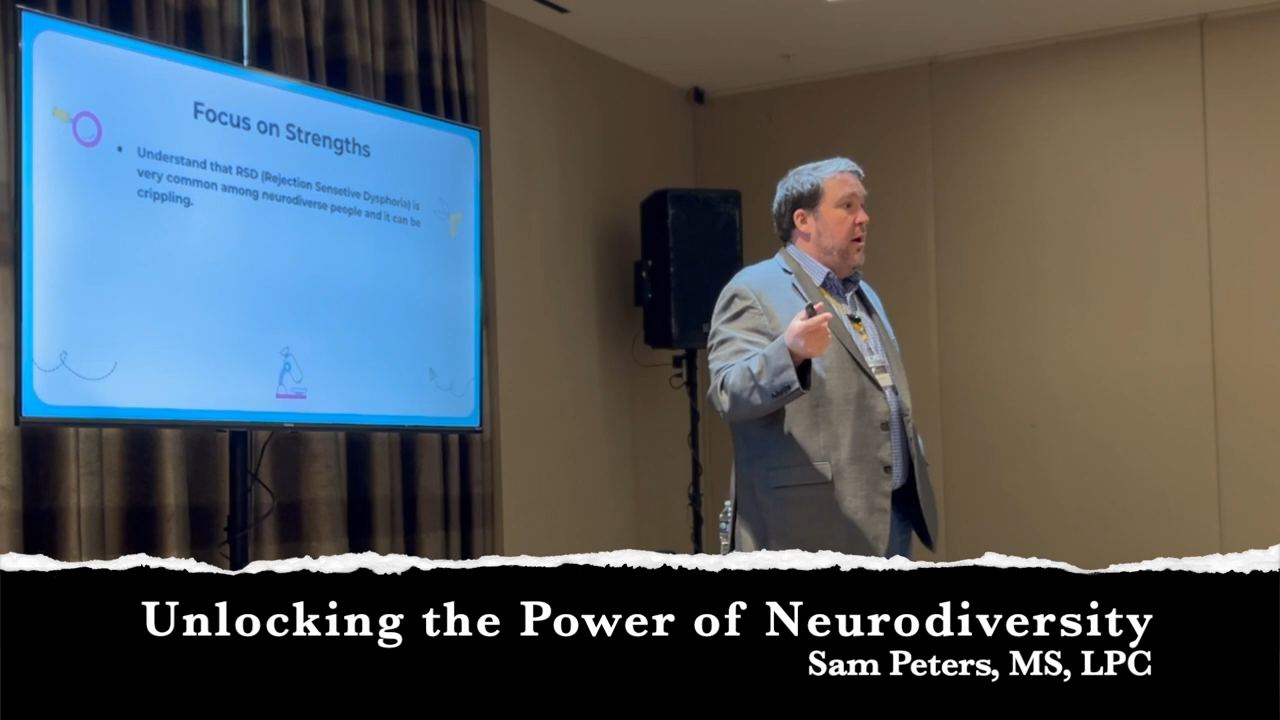 Focus on Strengths
• Understand that RSD (Rejection Sensetive Dysphoria) is
very common among neurodiverse people and it can be
crippling.
Unlocking the Power of Neurodiversity
Sam Peters, MS, LPC